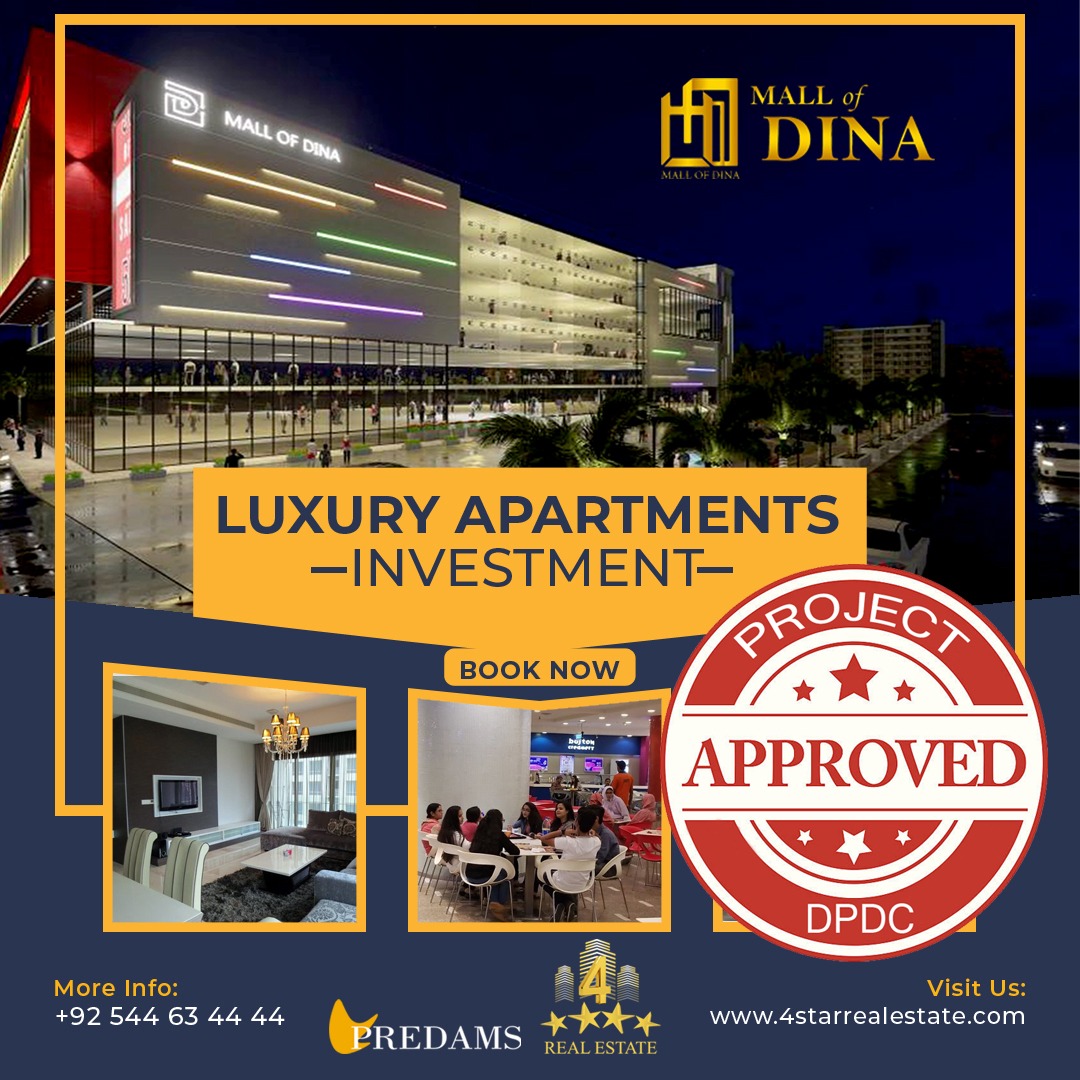 MALL OF DINA
MALL of
DINA
MALL OF DINA
LUXURY APARTMENTS
INVESTMENT
BOOK NOW
PROJECT
APPROVED
DPDC
More Info:
+92 544 63 44 44
PREDAMS
4
REAL ESTATE
Visit Us:
www.4starrealestate.com